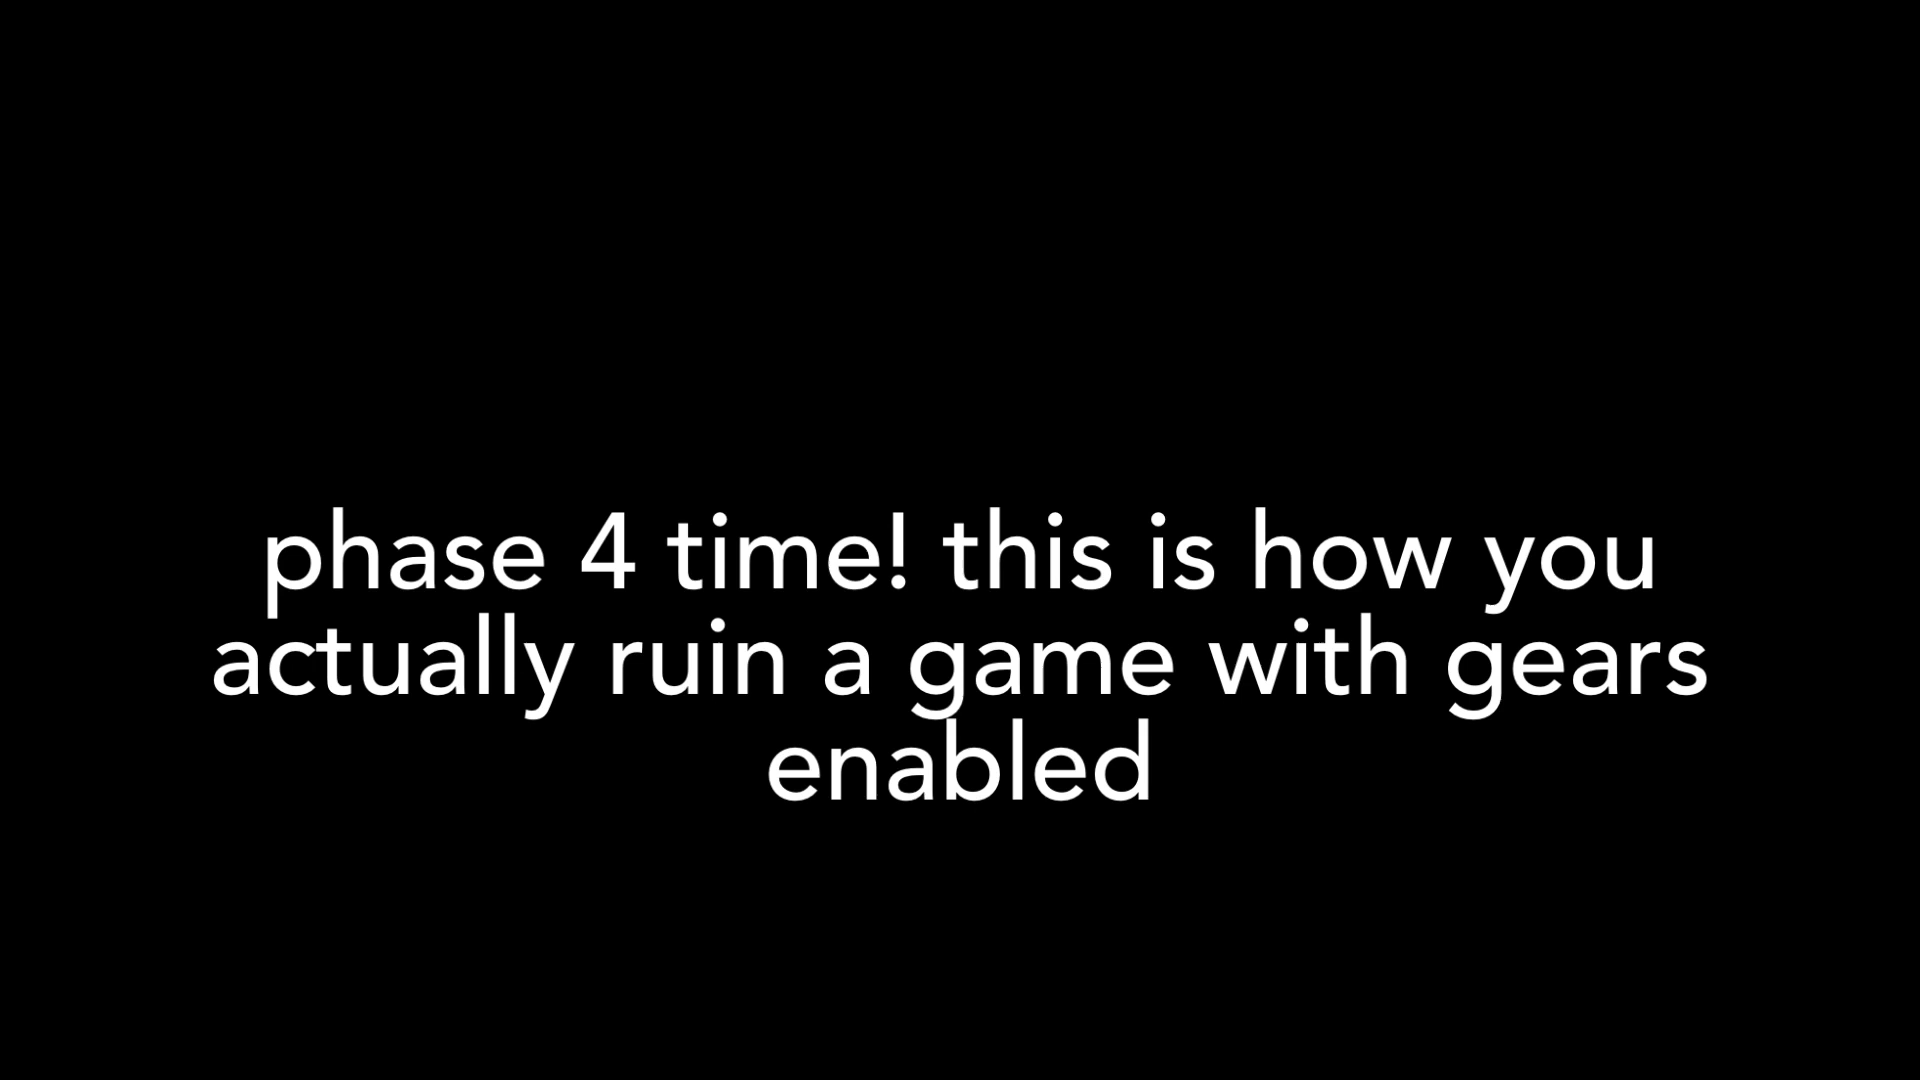 phase 4 time! this is how you
actually ruin a game with gears
enabled